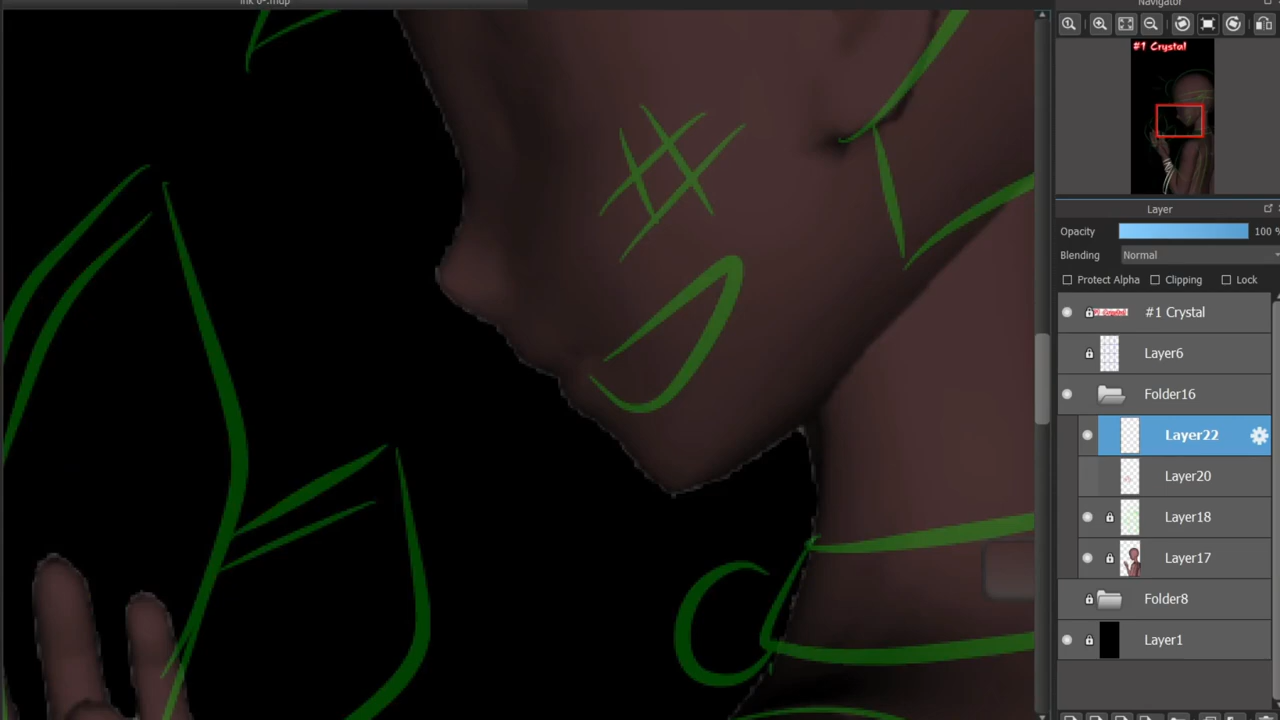 ink 6-.mdp
Navigator
#1 Crystal
Layer
Opacity 100 %
Blending Normal
Protect Alpha Clipping Lock
#1 Crystal
Layer6
Folder16
Layer22
Layer20
Layer18
Layer17
Folder8
Layer1